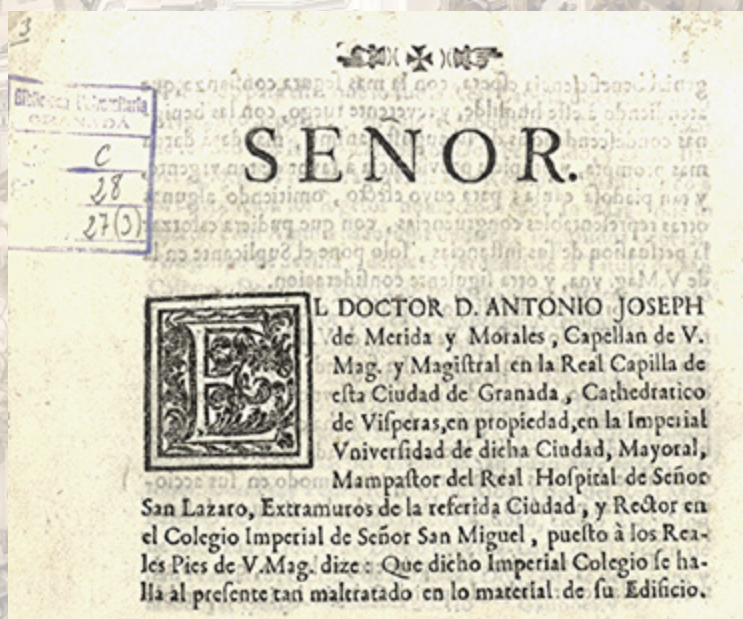 3
Biblioteca Universitaria
GRANADA
C
28
27(3)
SEÑOR.
EL DOCTOR D. ANTONIO JOSEPH
de Merida y Morales, Capellan de V.
Mag. y Magiſtral en la Real Capilla de
eſta Ciudad de Granada, Cathedratico
de Viſperas,en propiedad,en la Imperial
Vniverſidad de dicha Ciudad, Mayoral,
Mampaſtor del Real Hoſpital de Señor
San Lazaro, Extramuros de la referida Ciudad, y Rector en
el Colegio Imperial de Señor San Miguel, pueſto à los Rea-
les Pies de V.Mag. dize: Que dicho Imperial Colegio ſe ha-
lla al preſente tan maltratado en lo material de ſu Edificio.